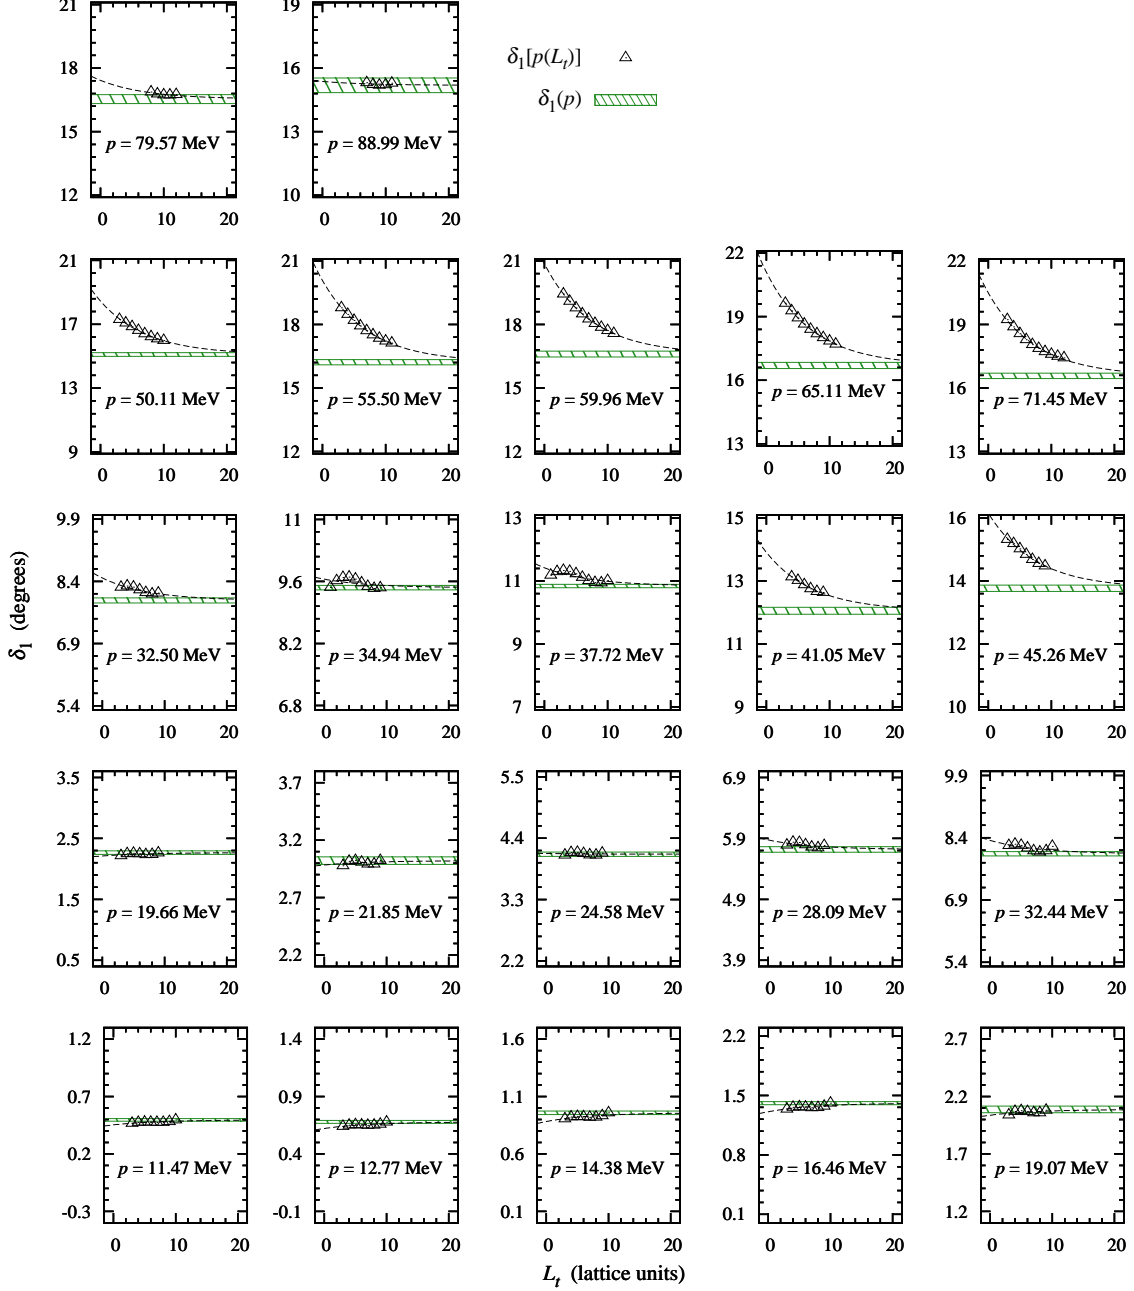 21 19
δ1[p(Lt)]
18 16
δ1(p)
15 13
p = 79.57 MeV p = 88.99 MeV
12 10
0 10 20 0 10 20
21 21 21 22 22
17 18 18 19 19
13 15 15 16 16
p = 50.11 MeV p = 55.50 MeV p = 59.96 MeV p = 65.11 MeV p = 71.45 MeV
9 12 12 13 13
0 10 20 0 10 20 0 10 20 0 10 20 0 10 20
9.9 11 13 15 16
8.4 9.6 11 13 14
δ1 (degrees)
6.9 8.2 9 11 12
p = 32.50 MeV p = 34.94 MeV p = 37.72 MeV p = 41.05 MeV p = 45.26 MeV
5.4 6.8 7 9 10
0 10 20 0 10 20 0 10 20 0 10 20 0 10 20
3.5 3.7 5.5 6.9 9.9
2.5 3.2 4.4 5.9 8.4
1.5 2.7 3.3 4.9 6.9
p = 19.66 MeV p = 21.85 MeV p = 24.58 MeV p = 28.09 MeV p = 32.44 MeV
0.5 2.2 2.2 3.9 5.4
0 10 20 0 10 20 0 10 20 0 10 20 0 10 20
1.2 1.4 1.6 2.2 2.7
0.7 0.9 1.1 1.5 2.2
0.2 0.4 0.6 0.8 1.7
p = 11.47 MeV p = 12.77 MeV p = 14.38 MeV p = 16.46 MeV p = 19.07 MeV
-0.3 -0.1 0.1 0.1 1.2
0 10 20 0 10 20 0 10 20 0 10 20 0 10 20
Lt (lattice units)